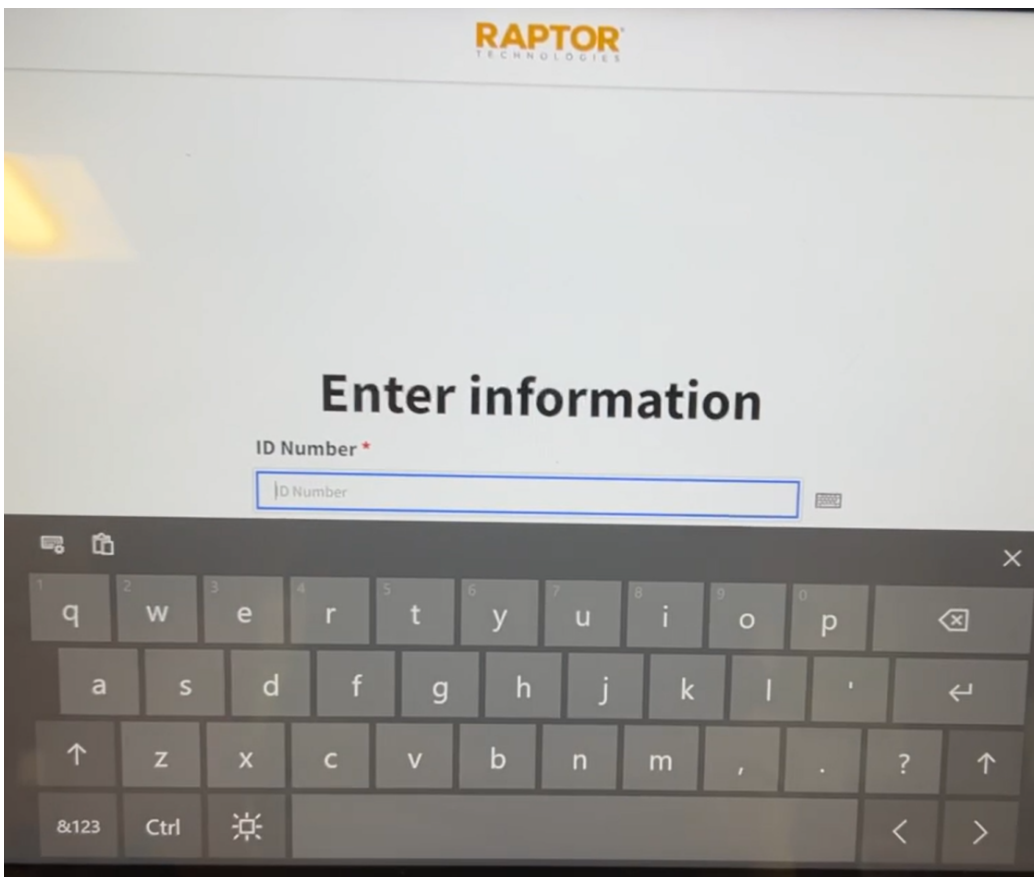 RAPTOR
TECHNOLOGIES
Enter information
ID Number *
ID Number
1 2 3 4 5 6 7 8 9 0
q w e r t y u i o p
a s d f g h j k l '
z x c v b n m , . ?
&123 Ctrl < >